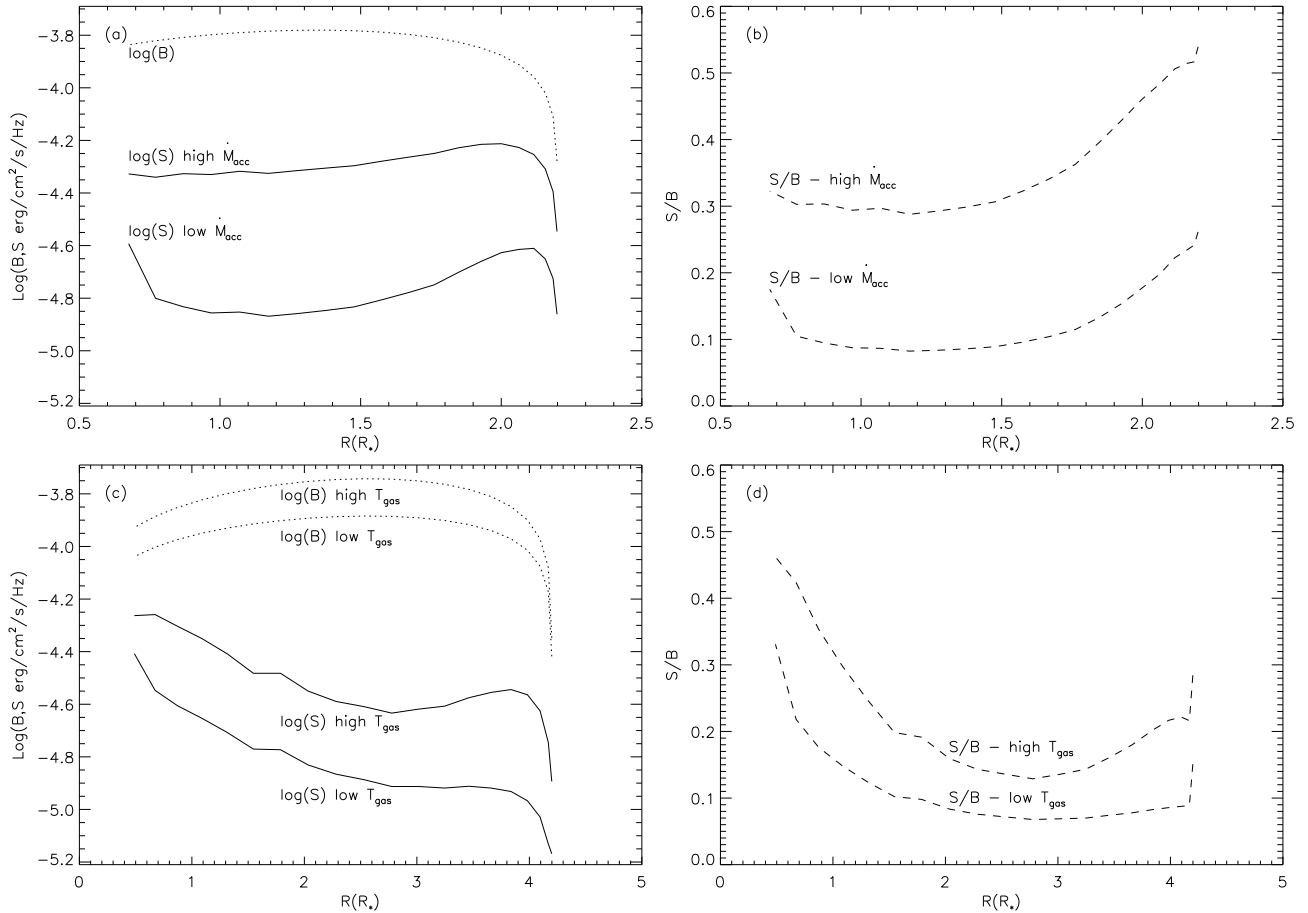 (a)
log(B)
log(S) high Ṁacc
log(S) low Ṁacc
Log(B,S erg/cm²/s/Hz)
−3.8
−4.0
−4.2
−4.4
−4.6
−4.8
−5.0
−5.2
0.5 1.0 1.5 2.0 2.5
R(R*)
(b)
S/B − high Ṁacc
S/B − low Ṁacc
S/B
0.6
0.5
0.4
0.3
0.2
0.1
0.0
0.5 1.0 1.5 2.0 2.5
R(R*)
(c)
log(B) high Tgas
log(B) low Tgas
log(S) high Tgas
log(S) low Tgas
Log(B,S erg/cm²/s/Hz)
−3.8
−4.0
−4.2
−4.4
−4.6
−4.8
−5.0
−5.2
0 1 2 3 4 5
R(R*)
(d)
S/B − high Tgas
S/B − low Tgas
S/B
0.6
0.5
0.4
0.3
0.2
0.1
0.0
0 1 2 3 4 5
R(R*)